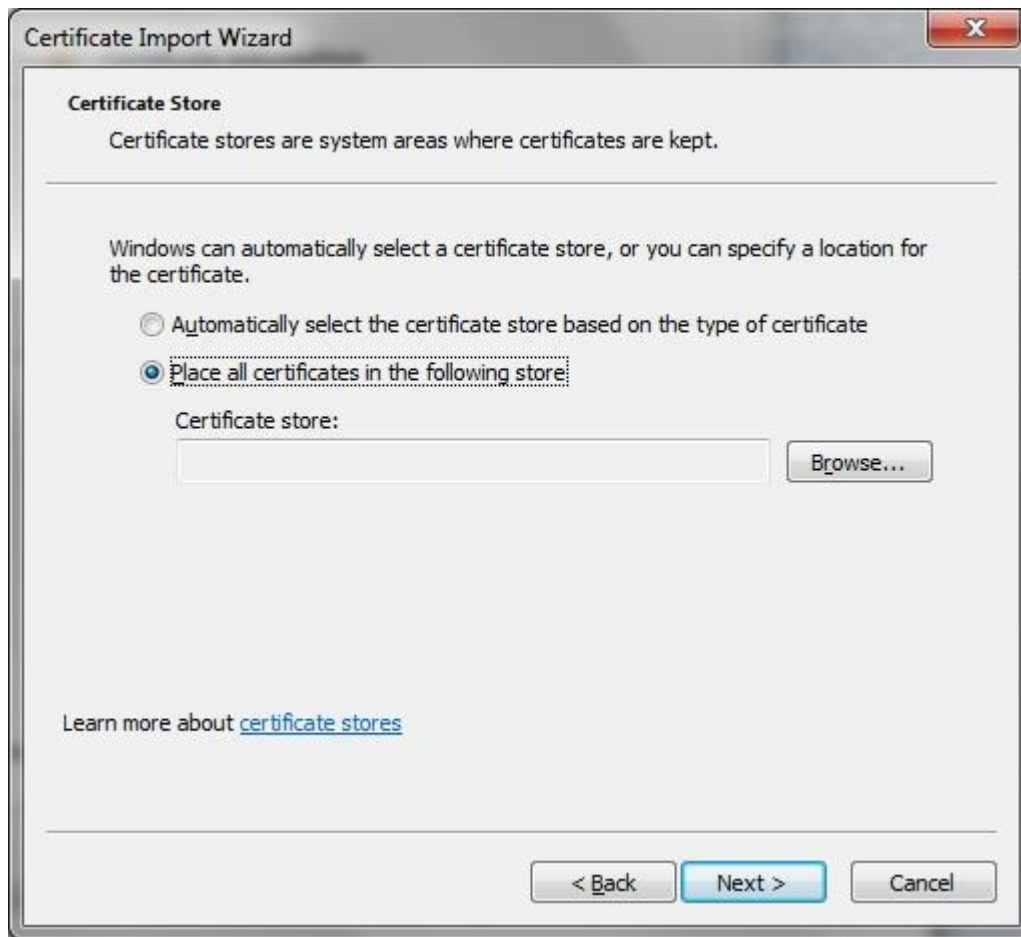 Certificate Import Wizard
Certificate Store
Certificate stores are system areas where certificates are kept.
Windows can automatically select a certificate store, or you can specify a location for
the certificate.
Automatically select the certificate store based on the type of certificate
Place all certificates in the following store
Certificate store:
Browse...
Learn more about certificate stores
< Back
Next >
Cancel